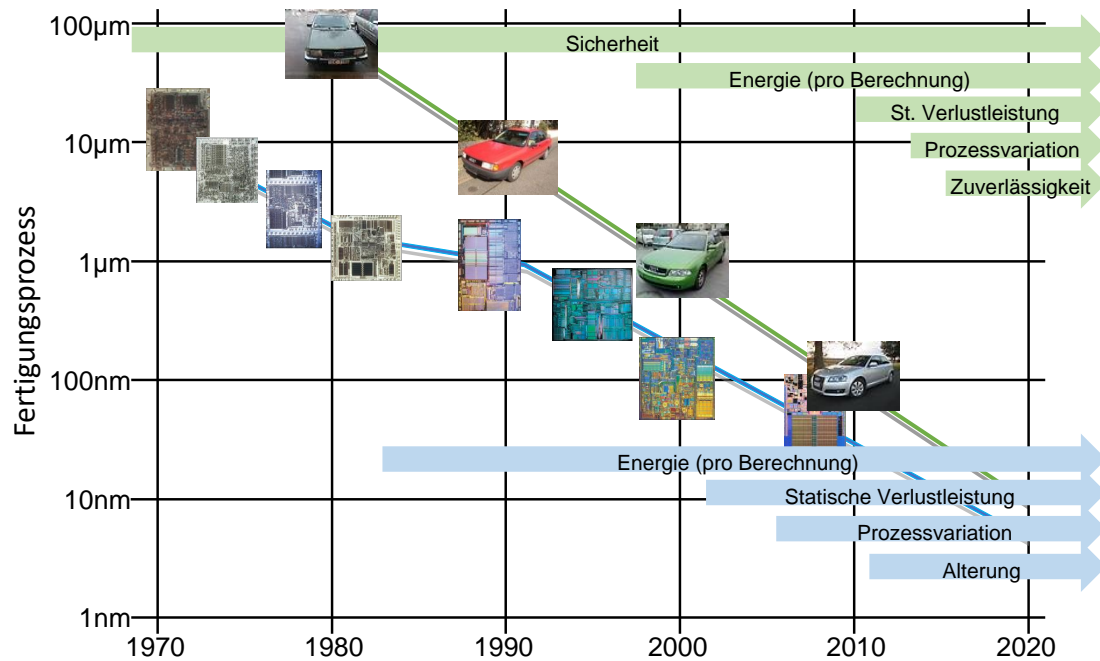 100µm
Sicherheit
Energie (pro Berechnung)
St. Verlustleistung
10µm
Prozessvariation
Zuverlässigkeit
1µm
100nm
Fertigungsprozess
Energie (pro Berechnung)
10nm
Statische Verlustleistung
Prozessvariation
Alterung
1nm
1970 1980 1990 2000 2010 2020